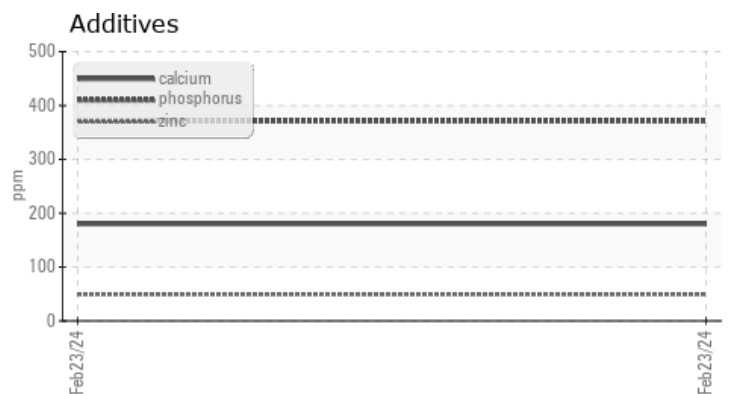 Additives
500
400
300
200
100
0
ppm
calcium
phosphorus
zinc
Feb23/24
Feb23/24